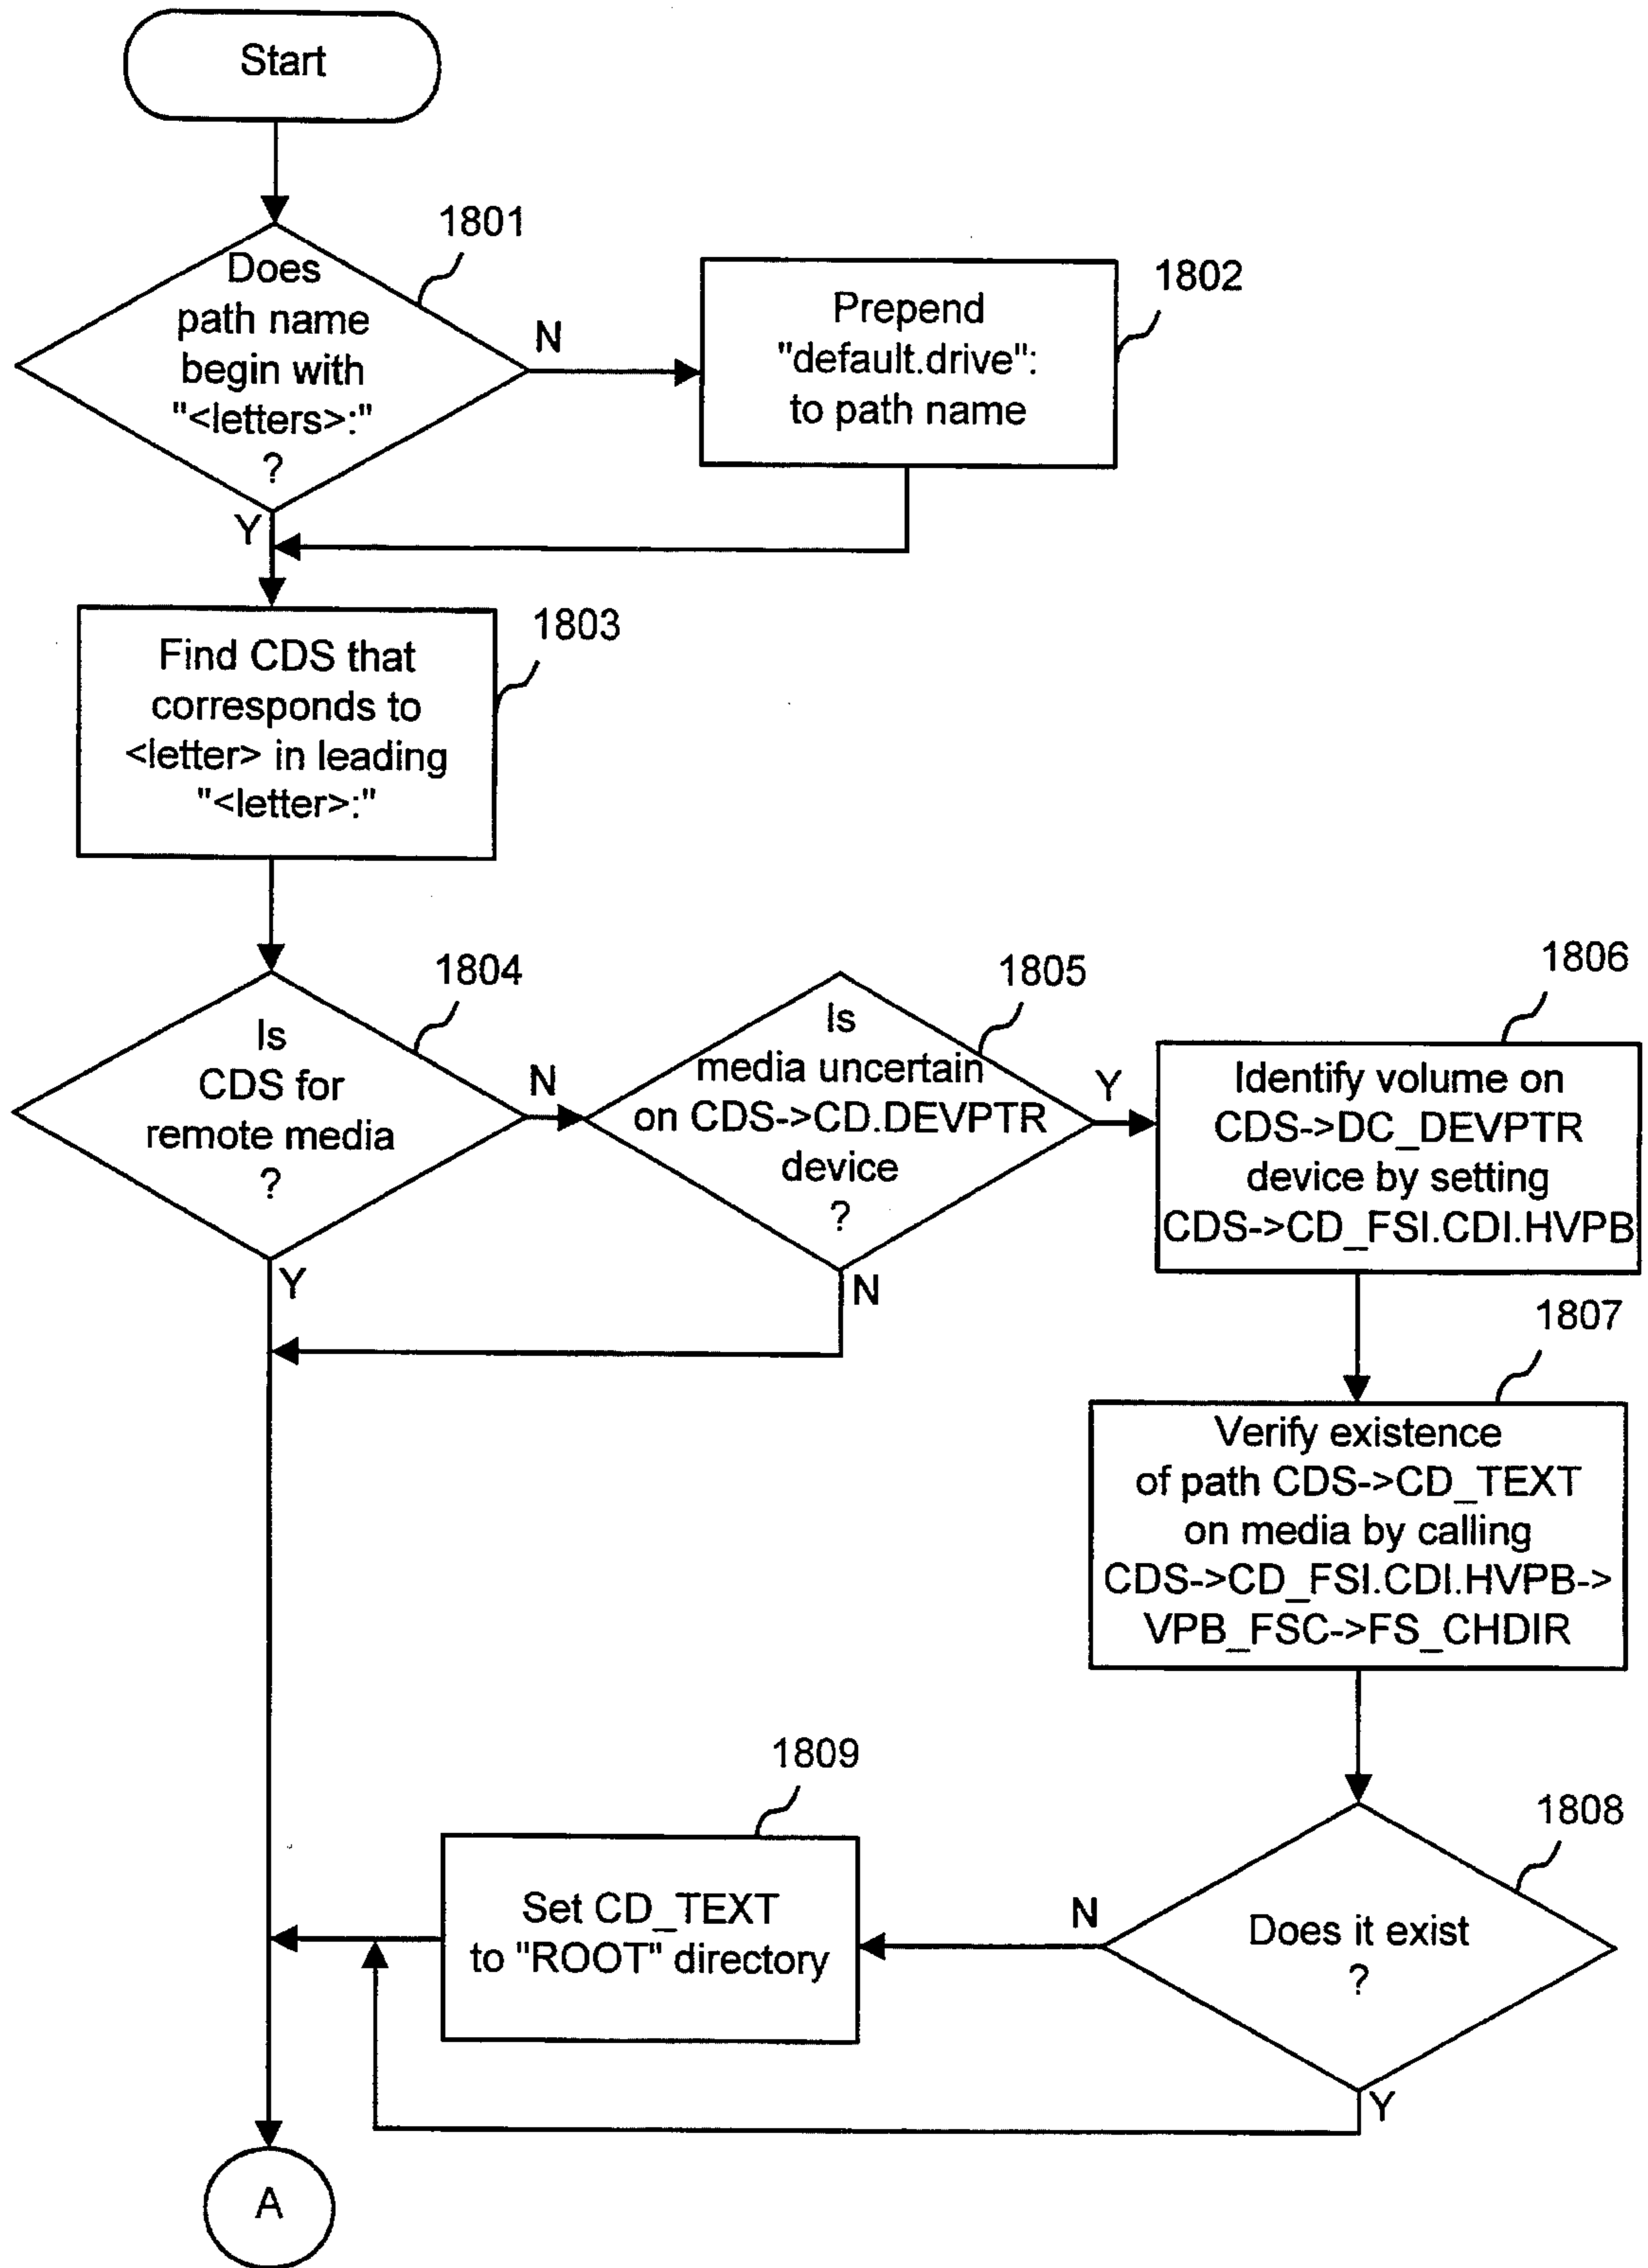 Start
1801
Does
path name
begin with
"<letters>:"
?
N
Y
1802
Prepend
"default.drive":
to path name
1803
Find CDS that
corresponds to
<letter> in leading
"<letter>:"
1804
Is
CDS for
remote media
?
N
Y
1805
Is
media uncertain
on CDS->CD.DEVPTR
device
?
Y
N
1806
Identify volume on
CDS->DC_DEVPTR
device by setting
CDS->CD_FSI.CDI.HVPB
1807
Verify existence
of path CDS->CD_TEXT
on media by calling
CDS->CD_FSI.CDI.HVPB->
VPB_FSC->FS_CHDIR
1808
Does it exist
?
N
Y
1809
Set CD_TEXT
to "ROOT" directory
A